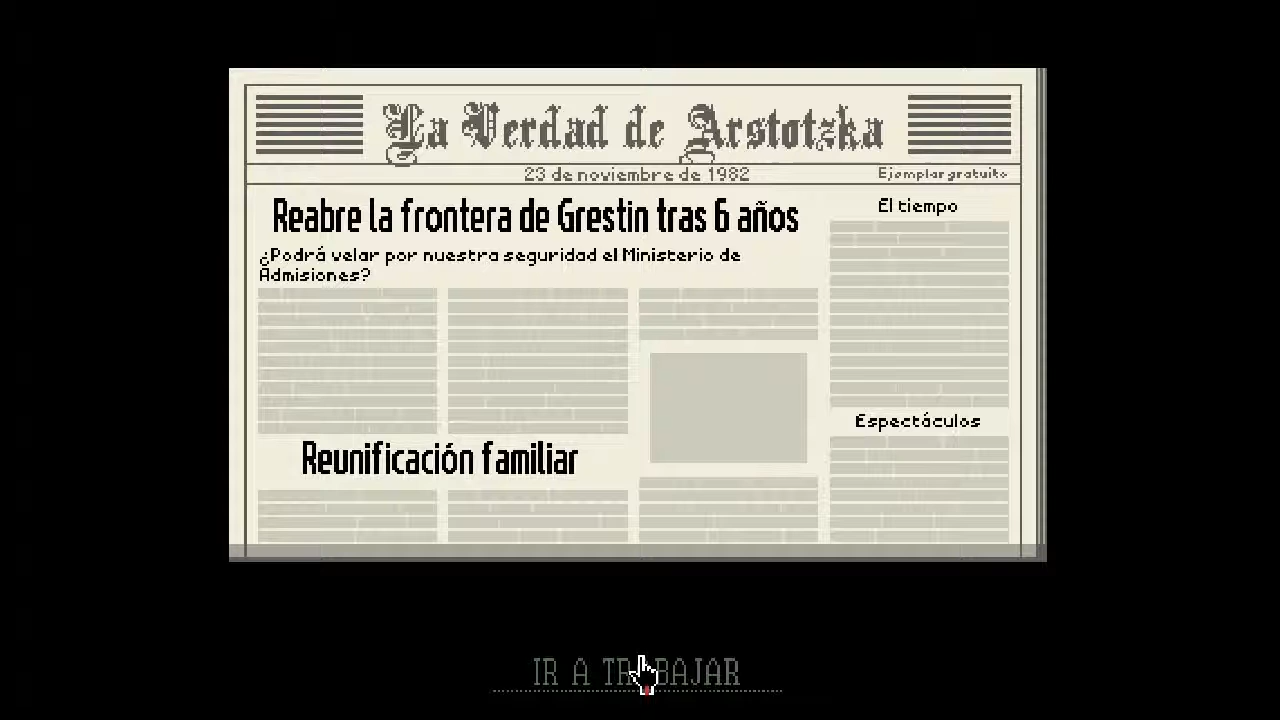 La Verdad de Arstotzka
23 de noviembre de 1982
Ejemplar gratuito
Reabre la frontera de Grestin tras 6 años
¿Podrá velar por nuestra seguridad el Ministerio de
Admisiones?
El tiempo
Espectáculos
Reunificación familiar
IR A TRABAJAR